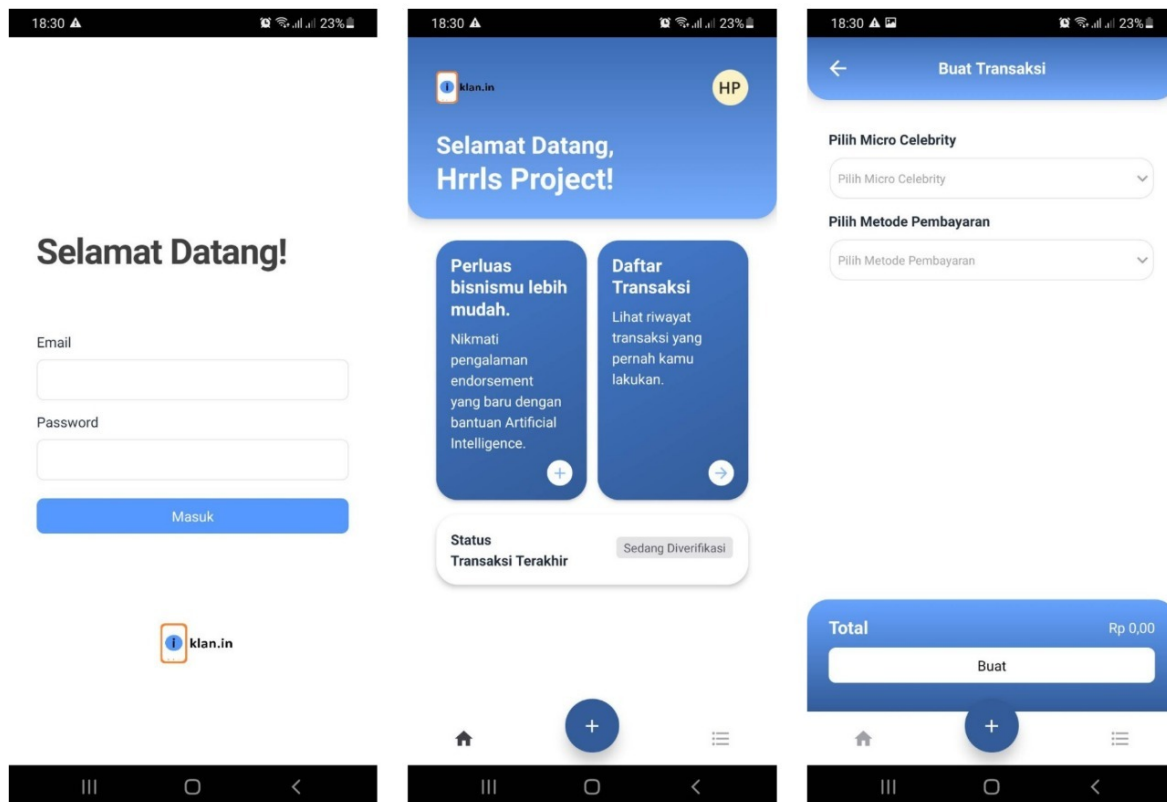 18:30
23%
Selamat Datang!
Email
Password
Masuk
i klan.in
18:30
23%
i klan.in
HP
Selamat Datang,
Hrrls Project!
Perluas
bisnismu lebih
mudah.
Nikmati
pengalaman
endorsement
yang baru dengan
bantuan Artificial
Intelligence.
+
Daftar
Transaksi
Lihat riwayat
transaksi yang
pernah kamu
lakukan.
Status
Transaksi Terakhir
Sedang Diverifikasi
+
18:30
23%
Buat Transaksi
Pilih Micro Celebrity
Pilih Micro Celebrity
Pilih Metode Pembayaran
Pilih Metode Pembayaran
Total
Rp 0,00
Buat
+